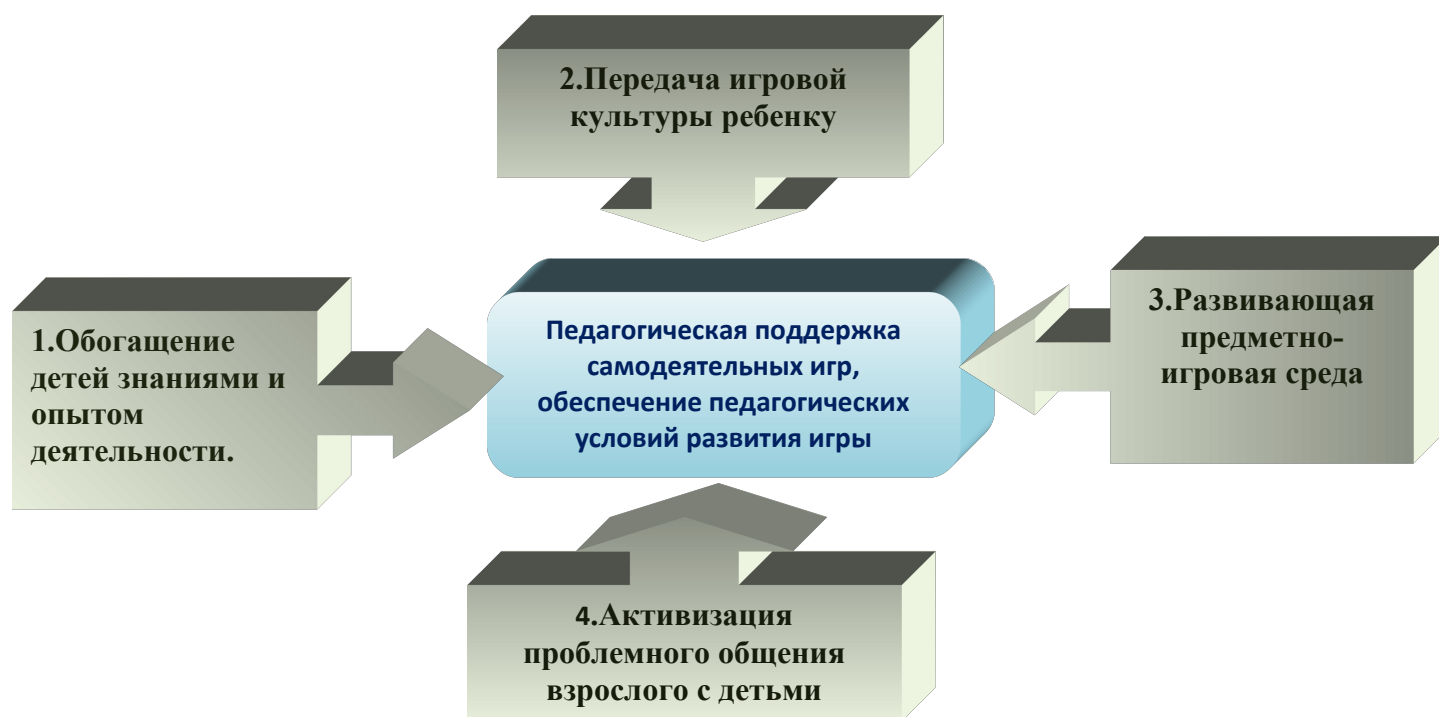 2.Передача игровой
культуры ребенку
1.Обогащение
детей знаниями и
опытом
деятельности.
Педагогическая поддержка
самодеятельных игр,
обеспечение педагогических
условий развития игры
3.Развивающая
предметно-
игровая среда
4.Активизация
проблемного общения
взрослого с детьми